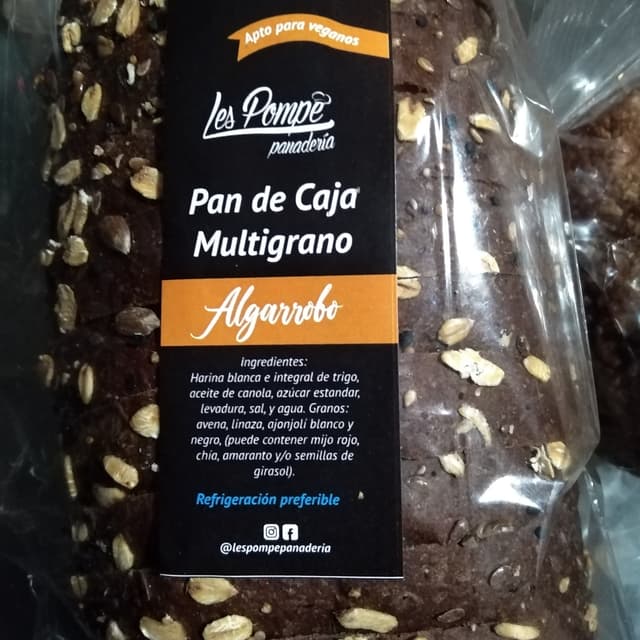 Apto para veganos
Les Pompé
panadería
Pan de Caja
Multigrano
Algarrobo
Ingredientes:
Harina blanca e integral de trigo,
aceite de canola, azúcar estandar,
levadura, sal, y agua. Granos:
avena, linaza, ajonjolí blanco y
negro, (puede contener mijo rojo,
chía, amaranto y/o semillas de
girasol).
Refrigeración preferible
@lespompepanaderia